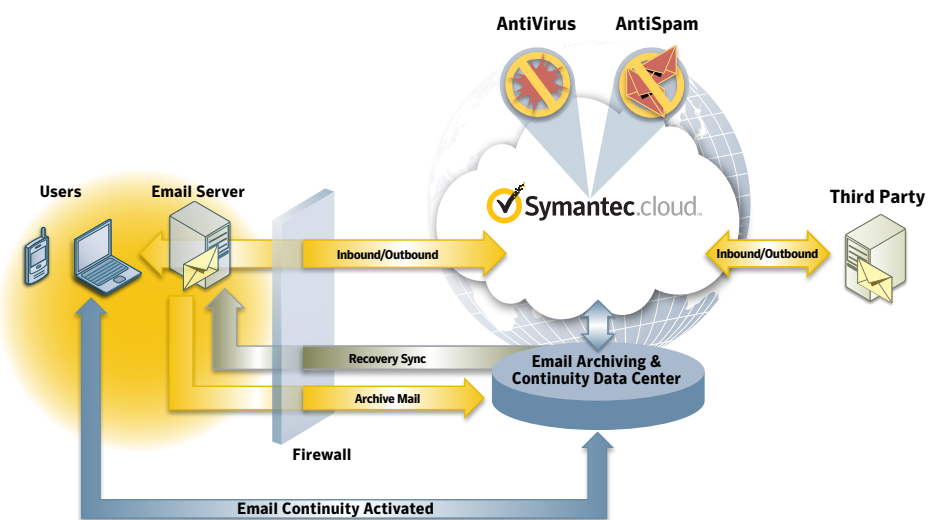 AntiVirus
AntiSpam
Users
Email Server
Symantec.cloud™
Third Party
Inbound/Outbound
Inbound/Outbound
Recovery Sync
Email Archiving &
Continuity Data Center
Archive Mail
Firewall
Email Continuity Activated